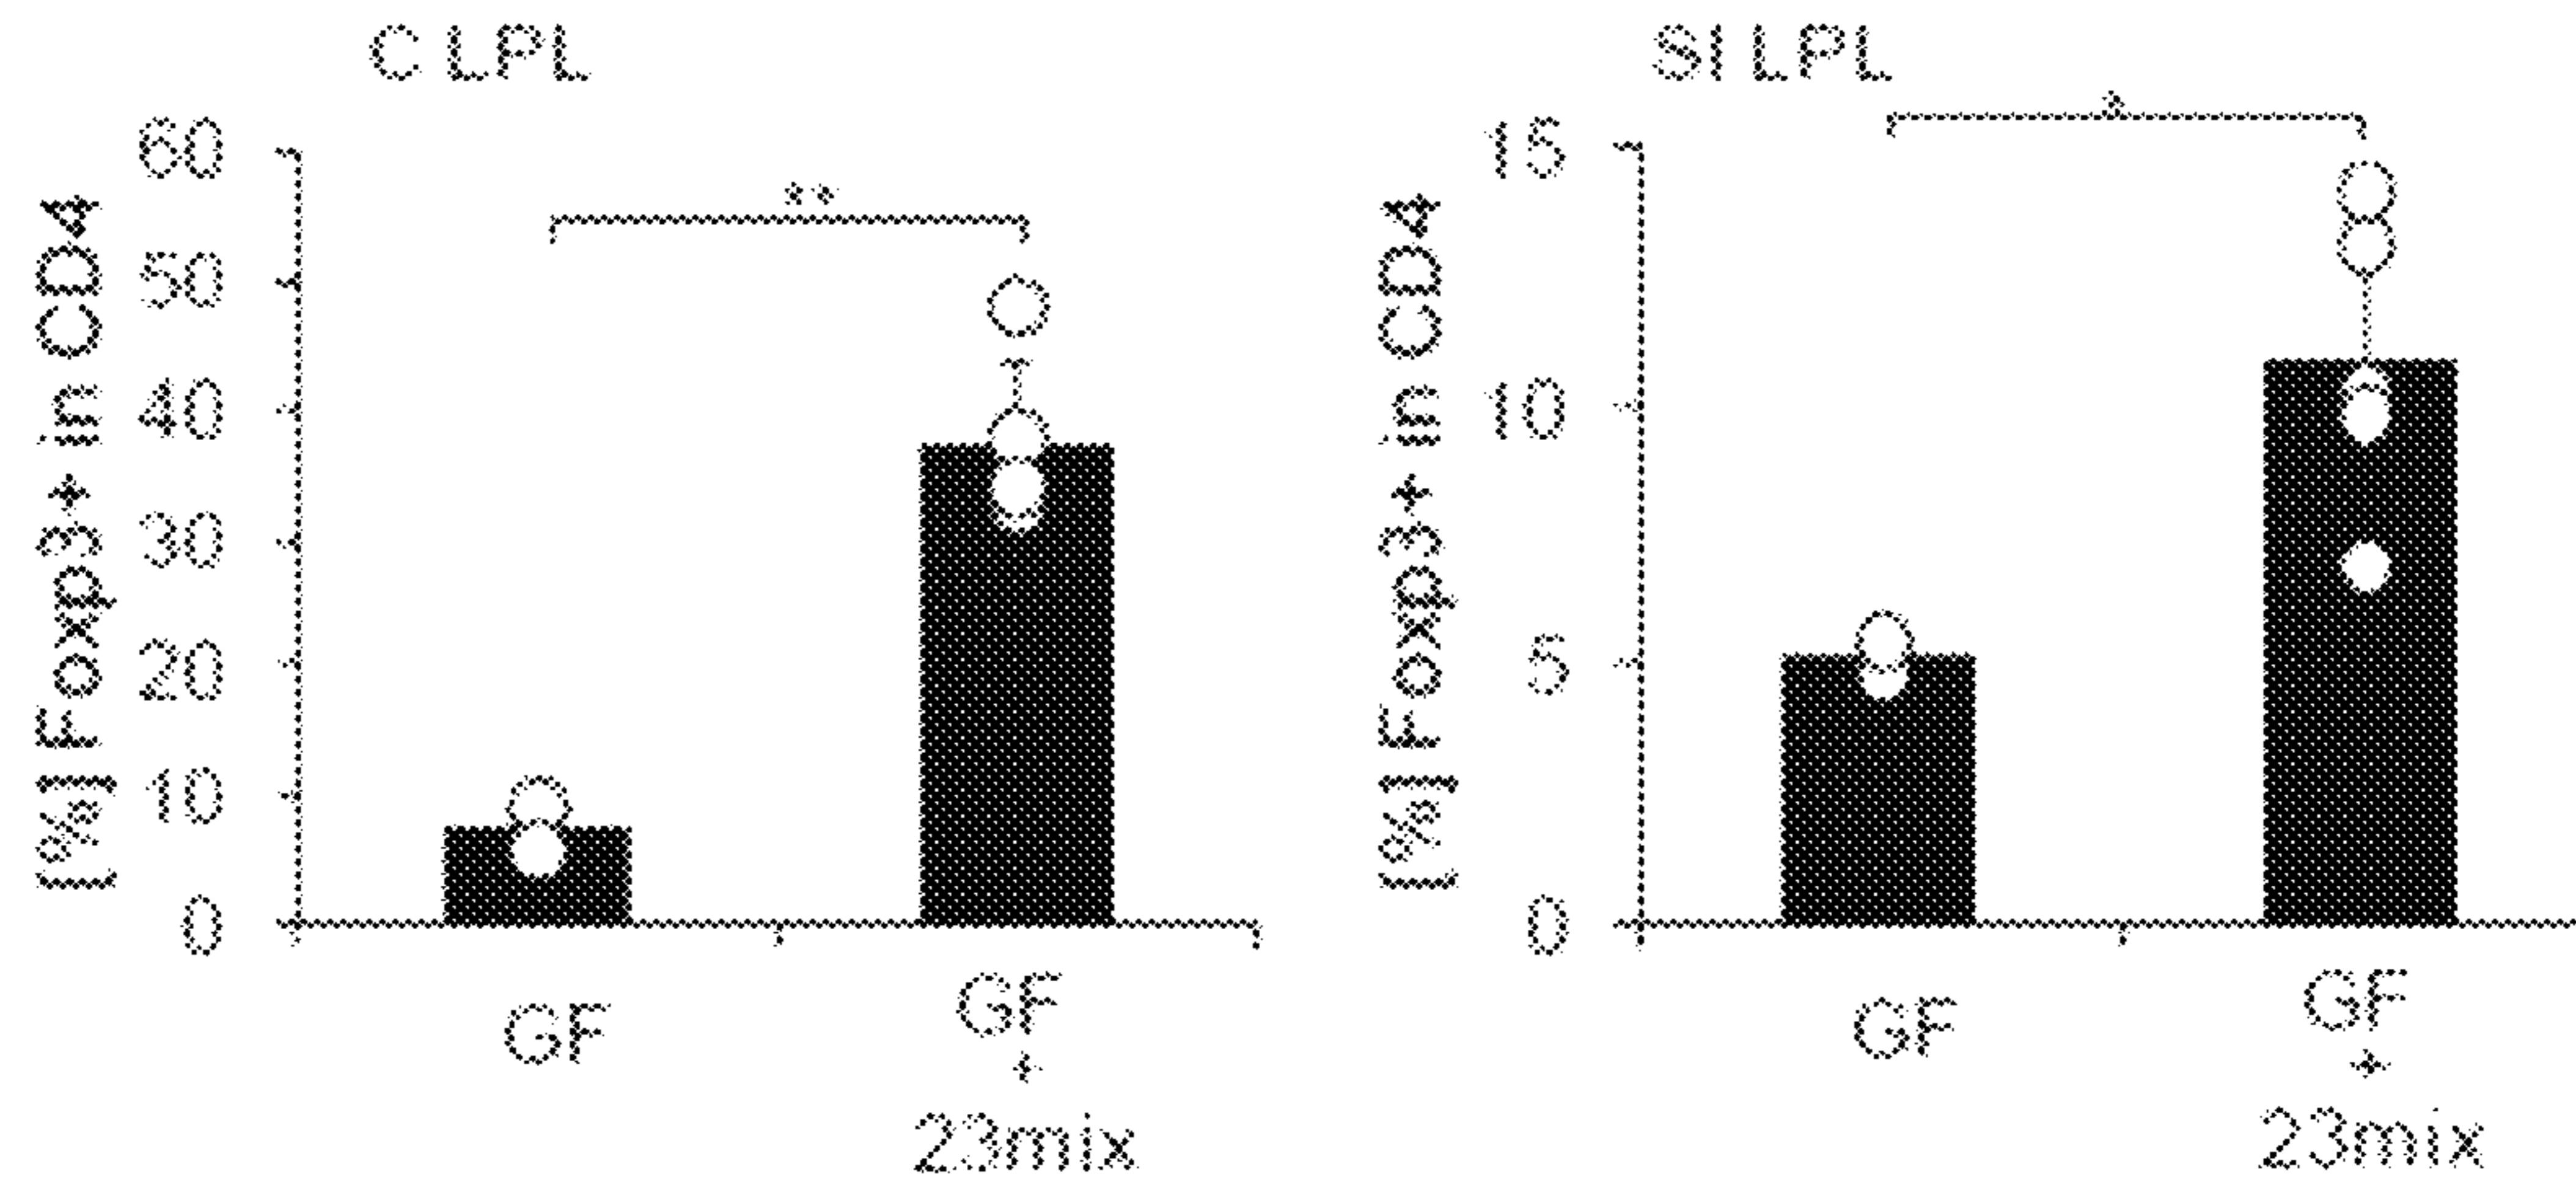 C LPL
[%] Foxp3+ in CD4
60
50
40
30
20
10
0
**
GF
GF
+
23mix
SI LPL
[%] Foxp3+ in CD4
15
10
5
0
*
GF
GF
+
23mix